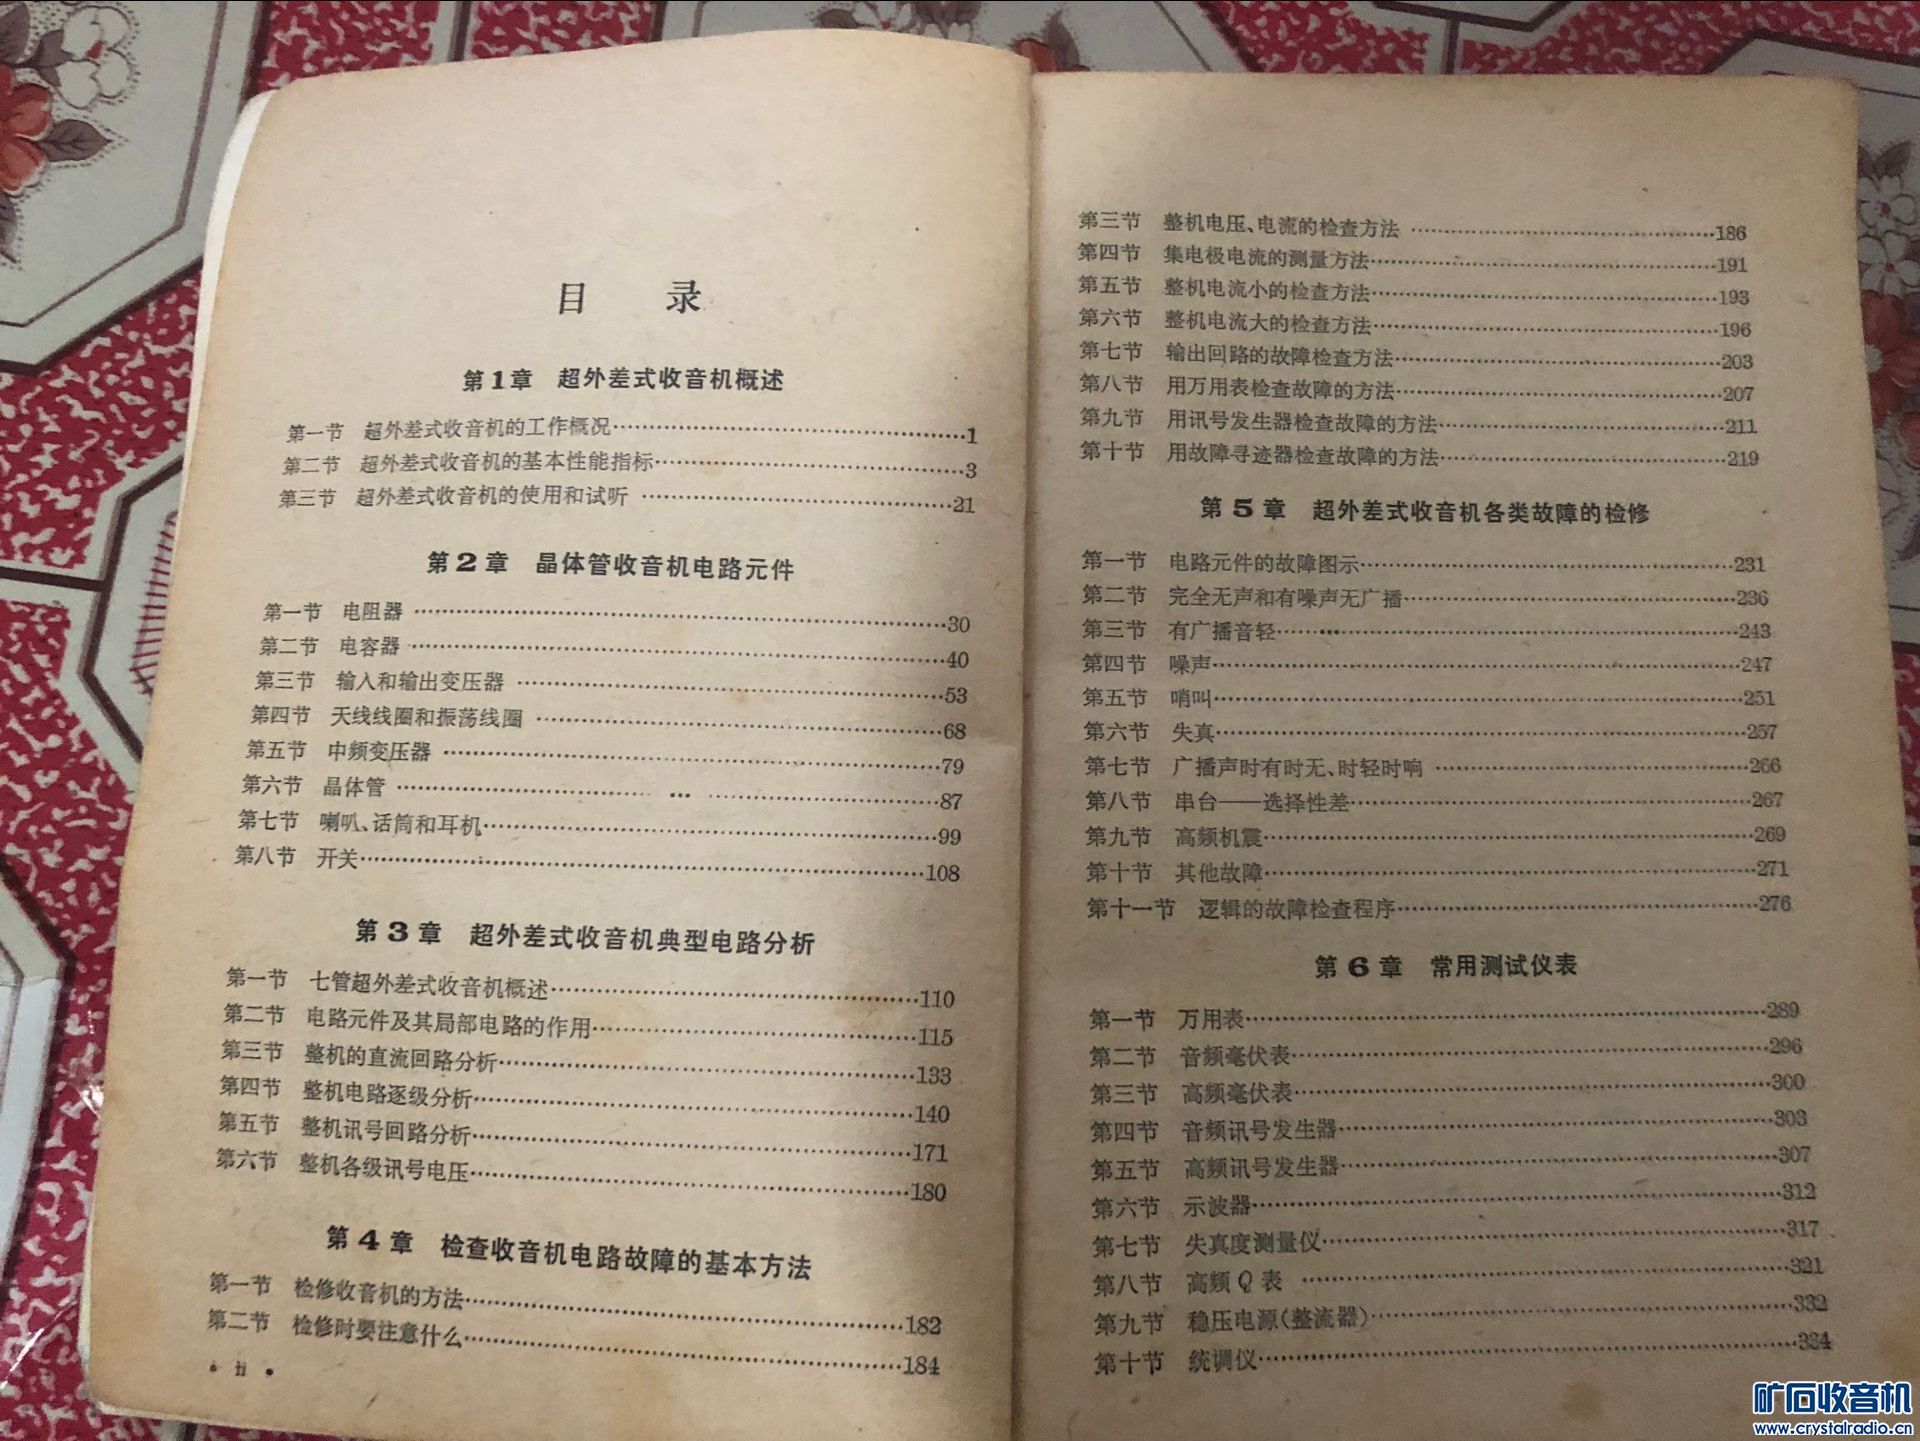 目 录
第1章 超外差式收音机概述
第一节 超外差式收音机的工作概况……1
第二节 超外差式收音机的基本性能指标……3
第三节 超外差式收音机的使用和试听……21
第2章 晶体管收音机电路元件
第一节 电阻器……30
第二节 电容器……40
第三节 输入和输出变压器……53
第四节 天线线圈和振荡线圈……68
第五节 中频变压器……79
第六节 晶体管……87
第七节 喇叭、话筒和耳机……99
第八节 开关……108
第3章 超外差式收音机典型电路分析
第一节 七管超外差式收音机概述……110
第二节 电路元件及其局部电路的作用……115
第三节 整机的直流回路分析……133
第四节 整机电路逐级分析……140
第五节 整机讯号回路分析……171
第六节 整机各级讯号电压……180
第4章 检查收音机电路故障的基本方法
第一节 检修收音机的方法……182
第二节 检修时要注意什么……184
• ii •
第三节 整机电压、电流的检查方法……186
第四节 集电极电流的测量方法……191
第五节 整机电流小的检查方法……193
第六节 整机电流大的检查方法……196
第七节 输出回路的故障检查方法……203
第八节 用万用表检查故障的方法……207
第九节 用讯号发生器检查故障的方法……211
第十节 用故障寻迹器检查故障的方法……219
第5章 超外差式收音机各类故障的检修
第一节 电路元件的故障图示……231
第二节 完全无声和有噪声无广播……236
第三节 有广播音轻……243
第四节 噪声……247
第五节 哨叫……251
第六节 失真……257
第七节 广播声时有时无、时轻时响……266
第八节 串台——选择性差……267
第九节 高频机震……269
第十节 其他故障……271
第十一节 逻辑的故障检查程序……276
第6章 常用测试仪表
第一节 万用表……289
第二节 音频毫伏表……296
第三节 高频毫伏表……300
第四节 音频讯号发生器……303
第五节 高频讯号发生器……307
第六节 示波器……312
第七节 失真度测量仪……317
第八节 高频Q表……321
第九节 稳压电源(整流器)……332
第十节 统调仪……334
矿石收音机
www.crystalradio.cn